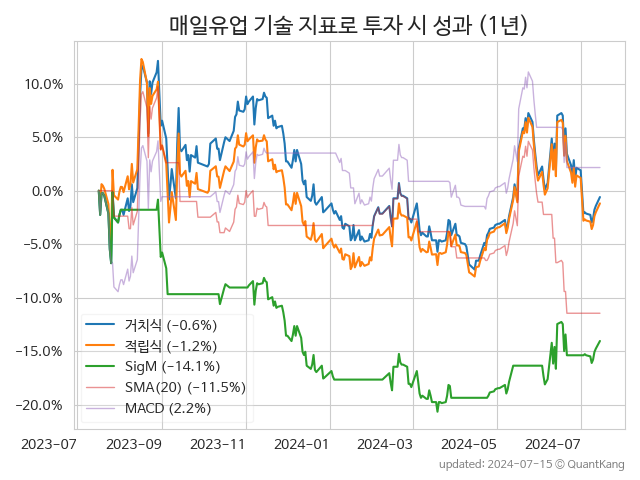 매일유업 기술 지표로 투자 시 성과 (1년)
10.0%
5.0%
0.0%
−5.0%
−10.0%
−15.0%
−20.0%
거치식 (−0.6%)
적립식 (−1.2%)
SigM (−14.1%)
SMA(20) (−11.5%)
MACD (2.2%)
2023−07 2023−09 2023−11 2024−01 2024−03 2024−05 2024−07
updated: 2024-07-15 © QuantKang